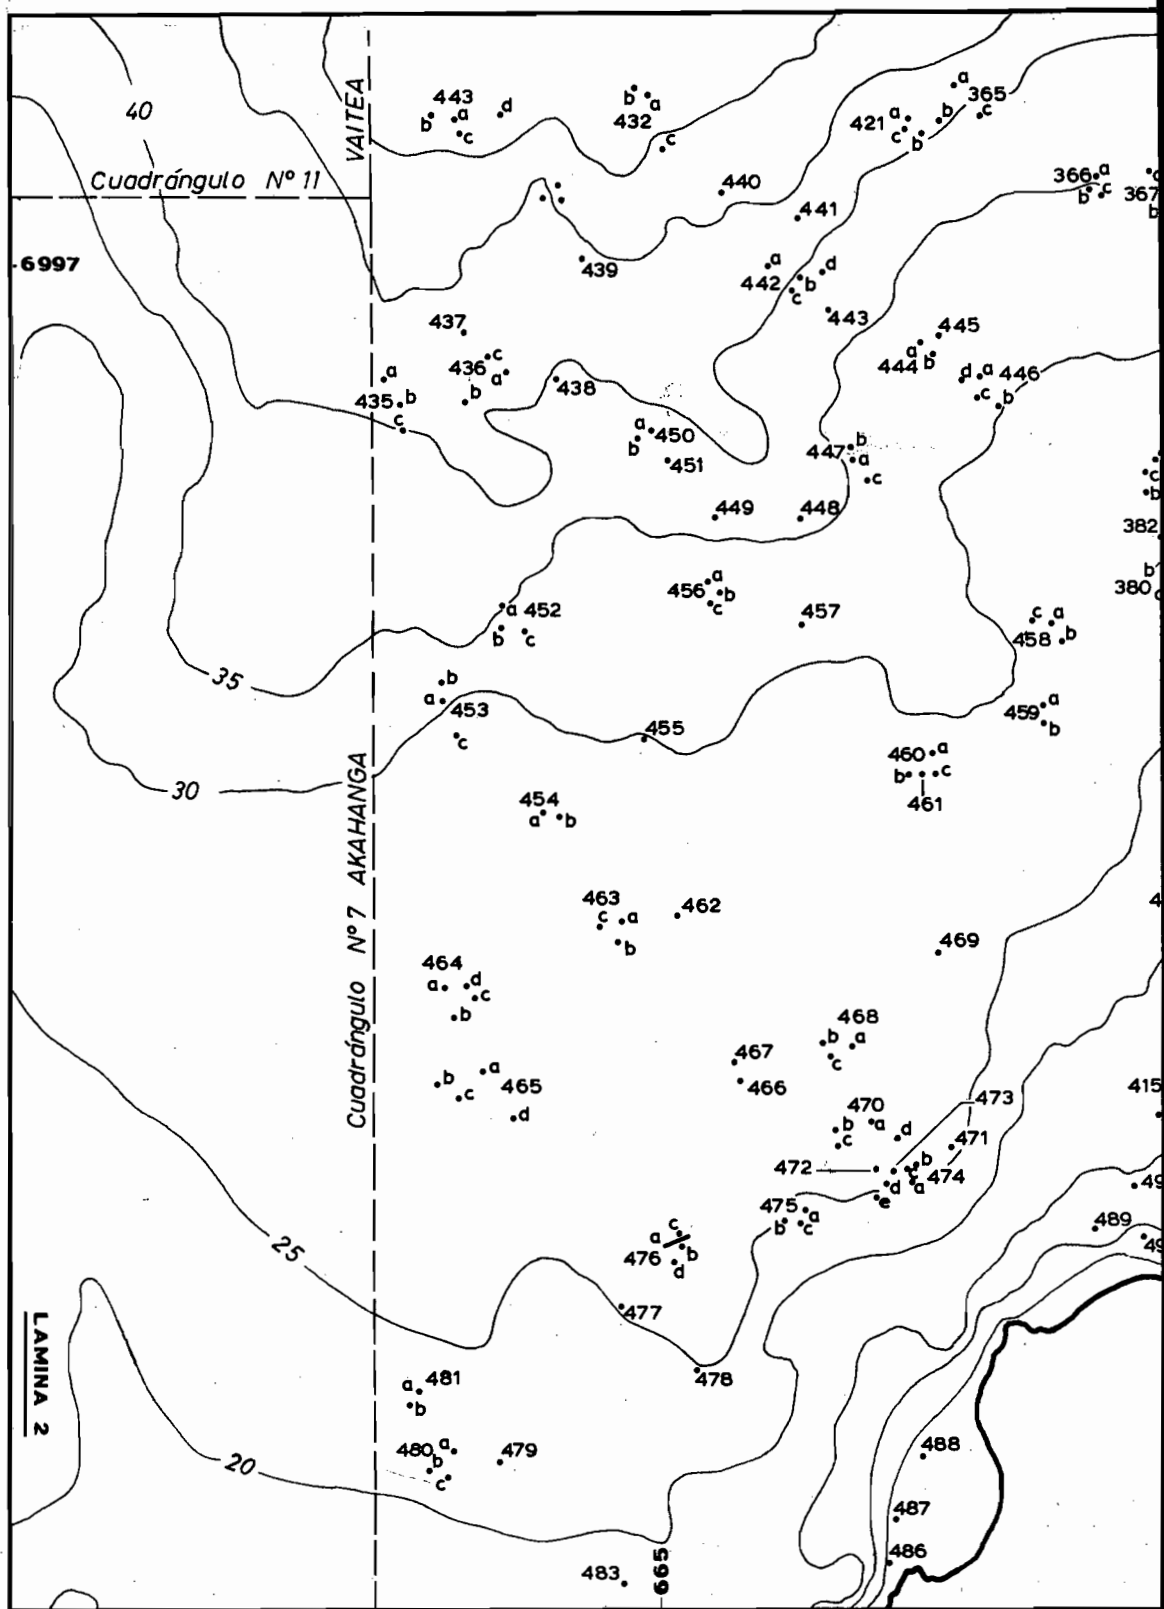 40
VAITEA
443
a
b
c
d
b
a
432
c
a
365
b
c
421
a
c
b
Cuadrángulo Nº 11
366
a
b
c
367
b
440
441
6997
439
442
a
b
c
d
443
437
436
c
a
b
438
435
a
b
c
445
444
a
b
446
d
a
c
b
450
a
b
451
447
b
a
c
449
448
c
b
382
b
380
456
a
b
c
457
452
a
b
c
458
c
a
b
35
453
b
a
c
455
459
a
b
460
a
b
c
461
30
454
a
b
Cuadrángulo Nº 7 AKAHANGA
463
c
a
b
462
469
464
a
d
c
b
468
b
a
c
467
466
465
b
a
c
d
473
415
470
b
a
c
d
471
472
474
b
c
a
d
e
475
a
b
c
489
476
a
c
b
d
25
477
478
LAMINA 2
481
a
b
480
a
b
c
479
20
488
487
486
483
665